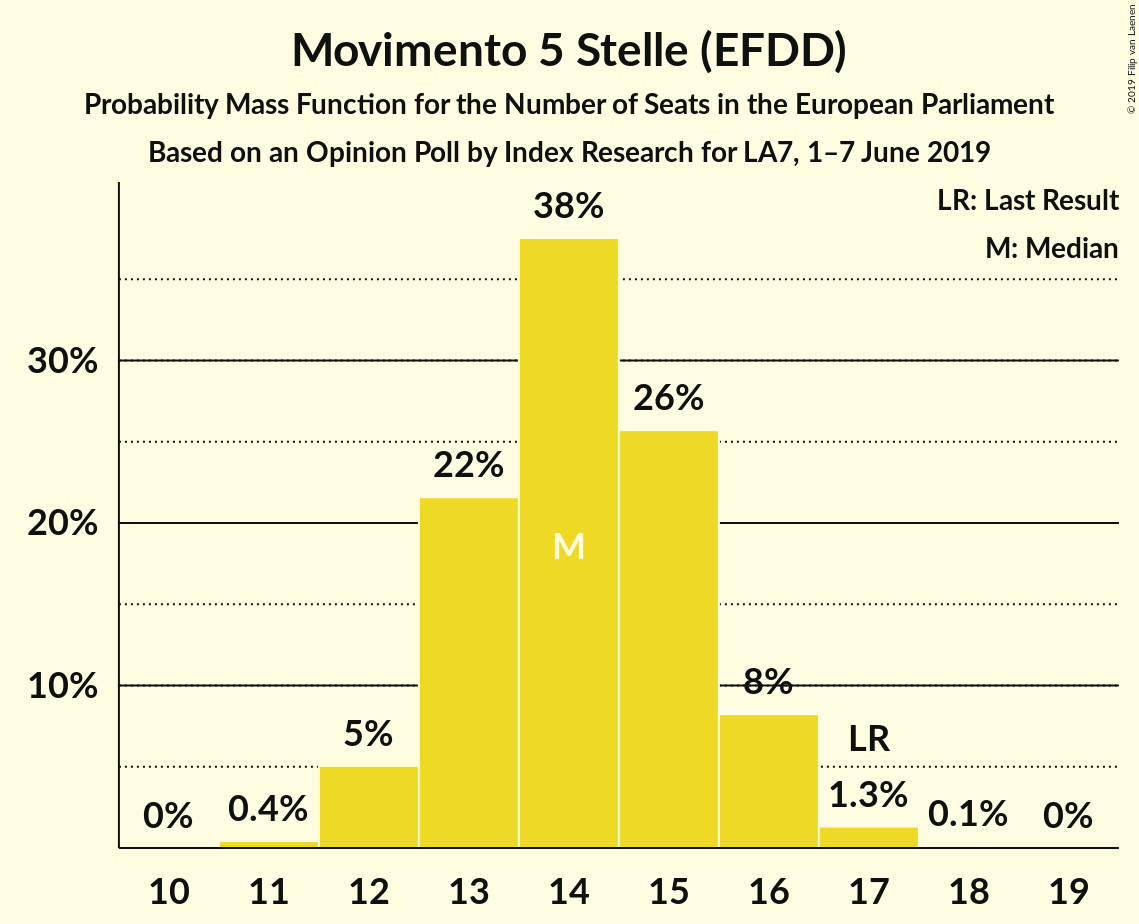 Movimento 5 Stelle (EFDD)
Probability Mass Function for the Number of Seats in the European Parliament
Based on an Opinion Poll by Index Research for LA7, 1–7 June 2019
© 2019 Filip van Laenen
LR: Last Result
M: Median
38%
30%
26%
22%
20%
M
10%
8%
5%
LR
0%
0.4%
1.3%
0.1%
0%
10 11 12 13 14 15 16 17 18 19